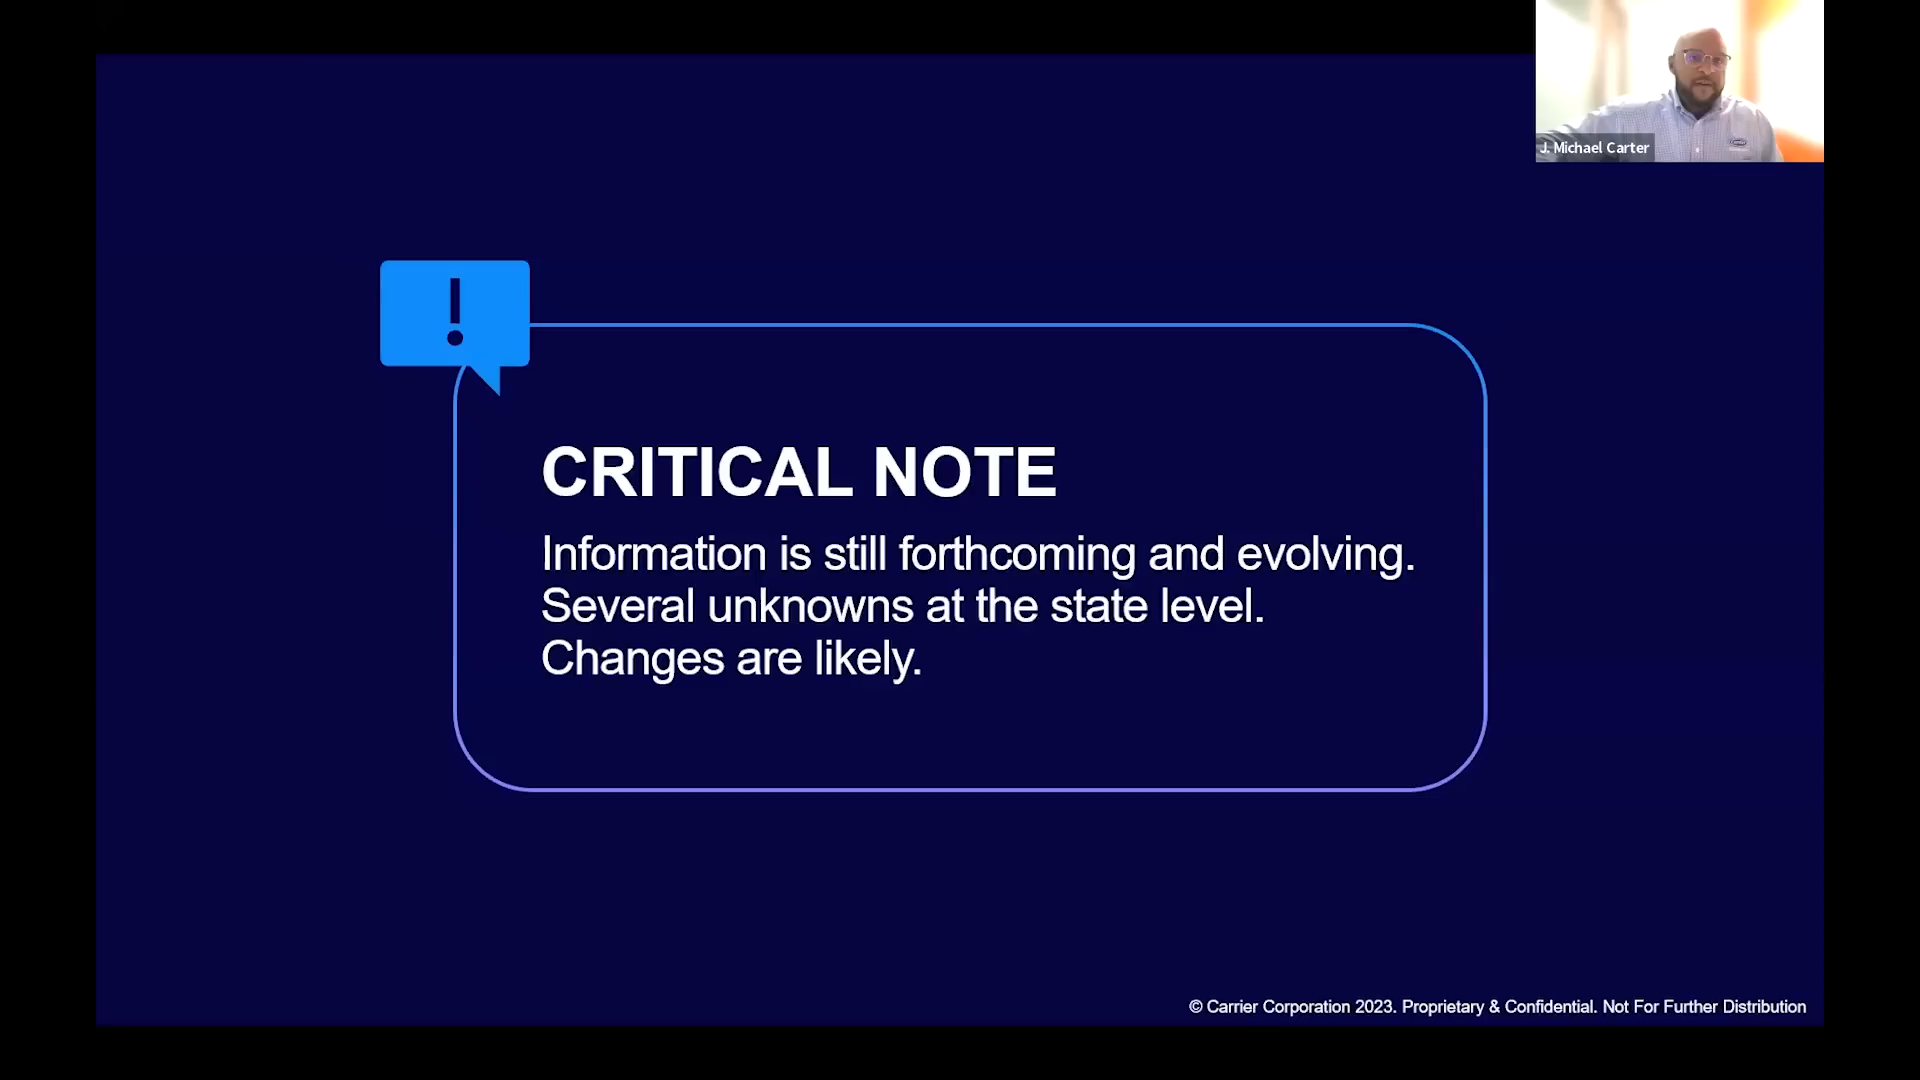 J. Michael Carter
!
CRITICAL NOTE
Information is still forthcoming and evolving.
Several unknowns at the state level.
Changes are likely.
© Carrier Corporation 2023. Proprietary & Confidential. Not For Further Distribution